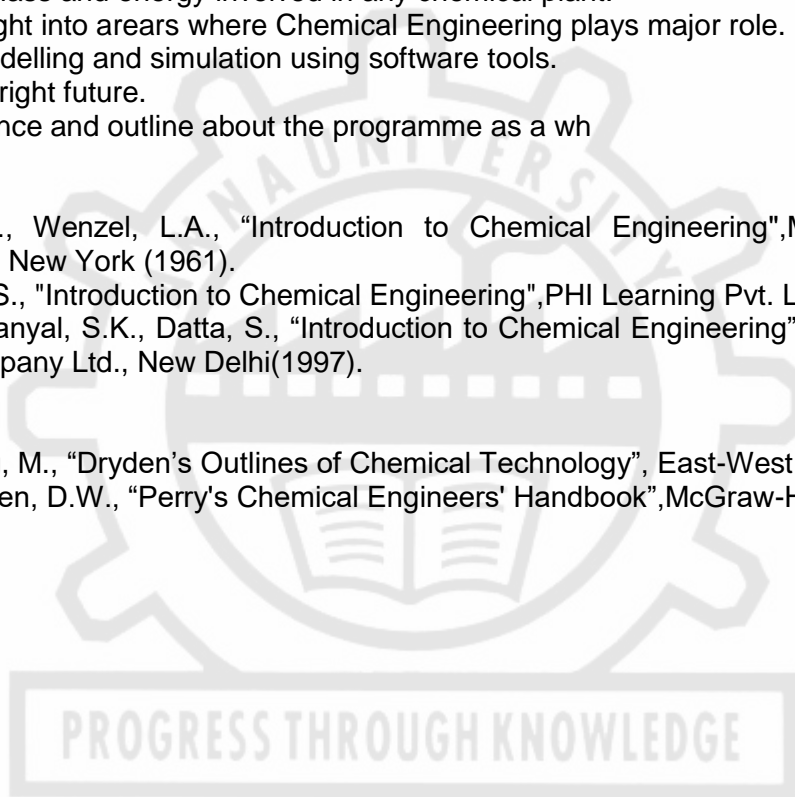 ass and energy involved in any chemical plant.
ght into arears where Chemical Engineering plays major role.
delling and simulation using software tools.
right future.
nce and outline about the programme as a wh
., Wenzel, L.A., “Introduction to Chemical Engineering",M
New York (1961).
S., "Introduction to Chemical Engineering",PHI Learning Pvt. L
anyal, S.K., Datta, S., “Introduction to Chemical Engineering”
pany Ltd., New Delhi(1997).
, M., “Dryden’s Outlines of Chemical Technology”, East-West
en, D.W., “Perry's Chemical Engineers' Handbook”,McGraw-H
NA UNIVERSITY
PROGRESS THROUGH KNOWLEDGE